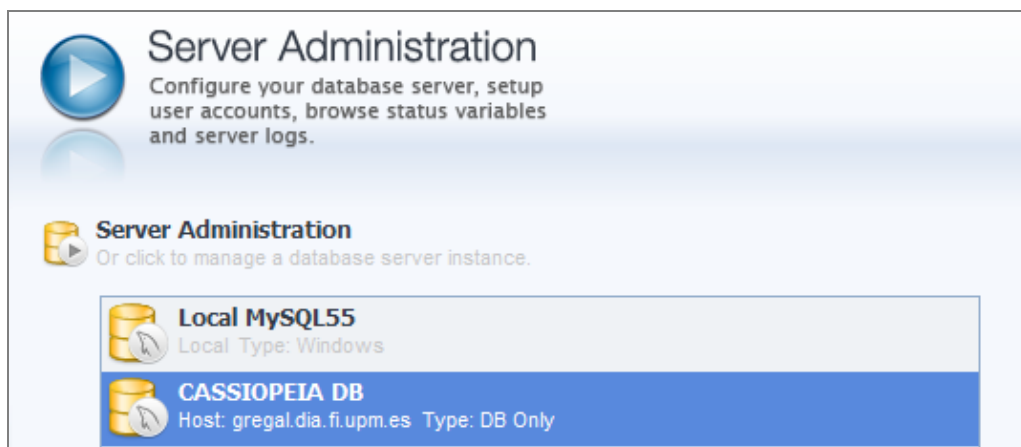 Server Administration
Configure your database server, setup
user accounts, browse status variables
and server logs.
Server Administration
Or click to manage a database server instance.
Local MySQL55
Local Type: Windows
CASSIOPEIA DB
Host: gregal.dia.fi.upm.es Type: DB Only